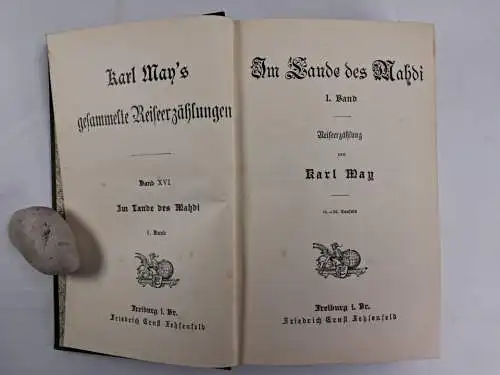 Karl May's
gesammelte Reiseerzählungen
Band XVI
Im Lande des Mahdi
1. Band
Freiburg i. Br.
Friedrich Ernst Fehsenfeld
Im Lande des Mahdi
I. Band
Reiseerzählung
von
Karl May
Freiburg i. Br.
Friedrich Ernst Fehsenfeld